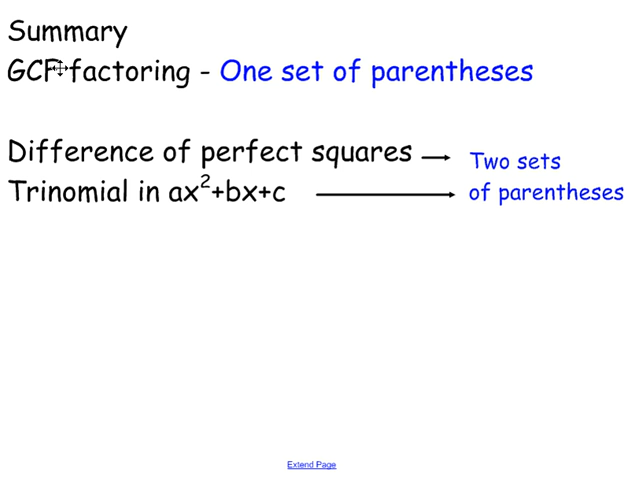 Summary
GCF factoring - One set of parentheses
Difference of perfect squares → Two sets
Trinomial in ax²+bx+c → of parentheses
Extend Page